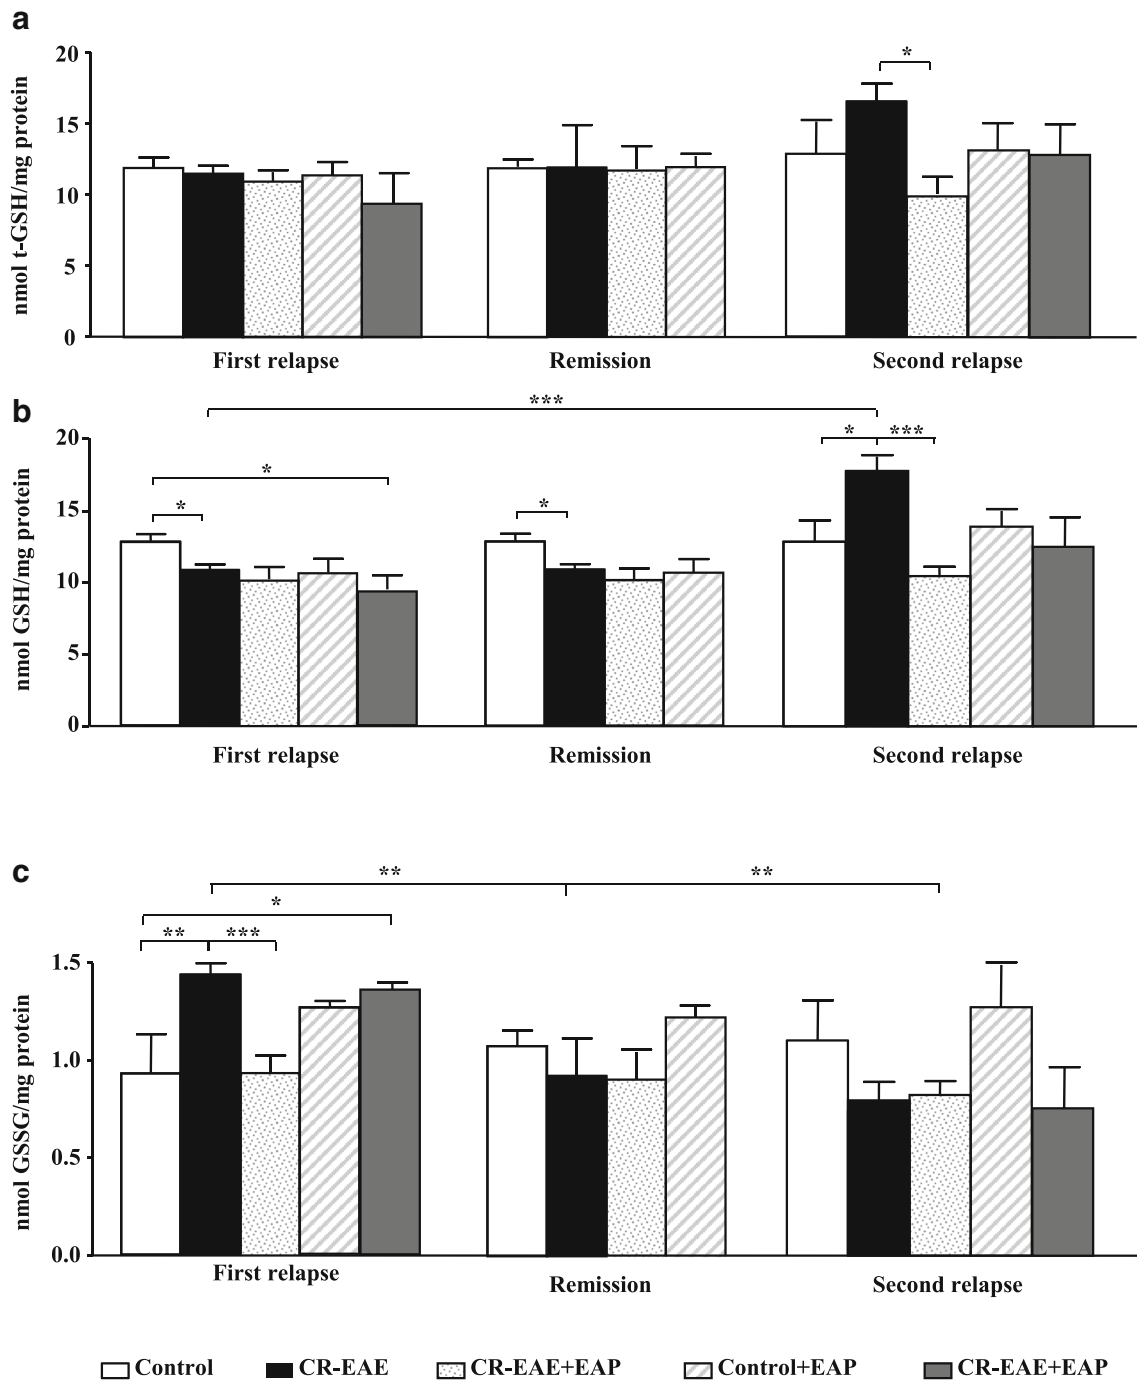 a
nmol t-GSH/mg protein
20
15
10
5
0
*
First relapse Remission Second relapse
b
nmol GSH/mg protein
20
15
10
5
0
***
* ***
*
* *
First relapse Remission Second relapse
c
nmol GSSG/mg protein
1.5
1.0
0.5
0.0
** **
*
** ***
First relapse Remission Second relapse
Control CR-EAE CR-EAE+EAP Control+EAP CR-EAE+EAP